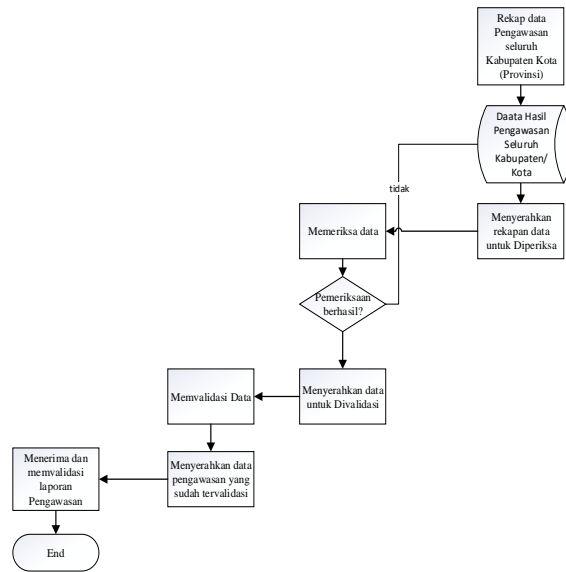 Rekap data
Pengawasan
seluruh
Kabupaten Kota
(Provinsi)
Daata Hasil
Pengawasan
Seluruh
Kabupaten/
Kota
tidak
Menyerahkan
rekapan data
untuk Diperiksa
Memeriksa data
Pemeriksaan
berhasil?
Menyerahkan data
untuk Divalidasi
Memvalidasi Data
Menyerahkan data
pengawasan yang
sudah tervalidasi
Menerima dan
memvalidasi
laporan
Pengawasan
End